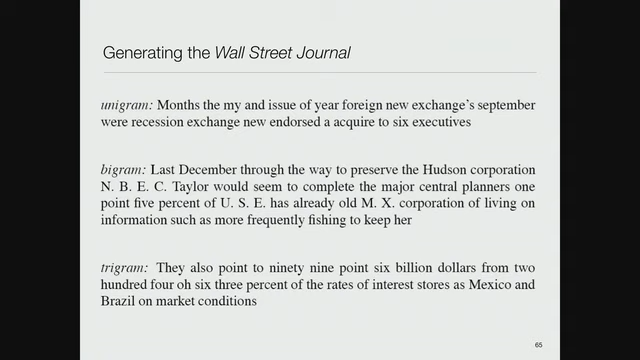 Generating the Wall Street Journal
unigram: Months the my and issue of year foreign new exchange's september
were recession exchange new endorsed a acquire to six executives
bigram: Last December through the way to preserve the Hudson corporation
N. B. E. C. Taylor would seem to complete the major central planners one
point five percent of U. S. E. has already old M. X. corporation of living on
information such as more frequently fishing to keep her
trigram: They also point to ninety nine point six billion dollars from two
hundred four oh six three percent of the rates of interest stores as Mexico and
Brazil on market conditions
65